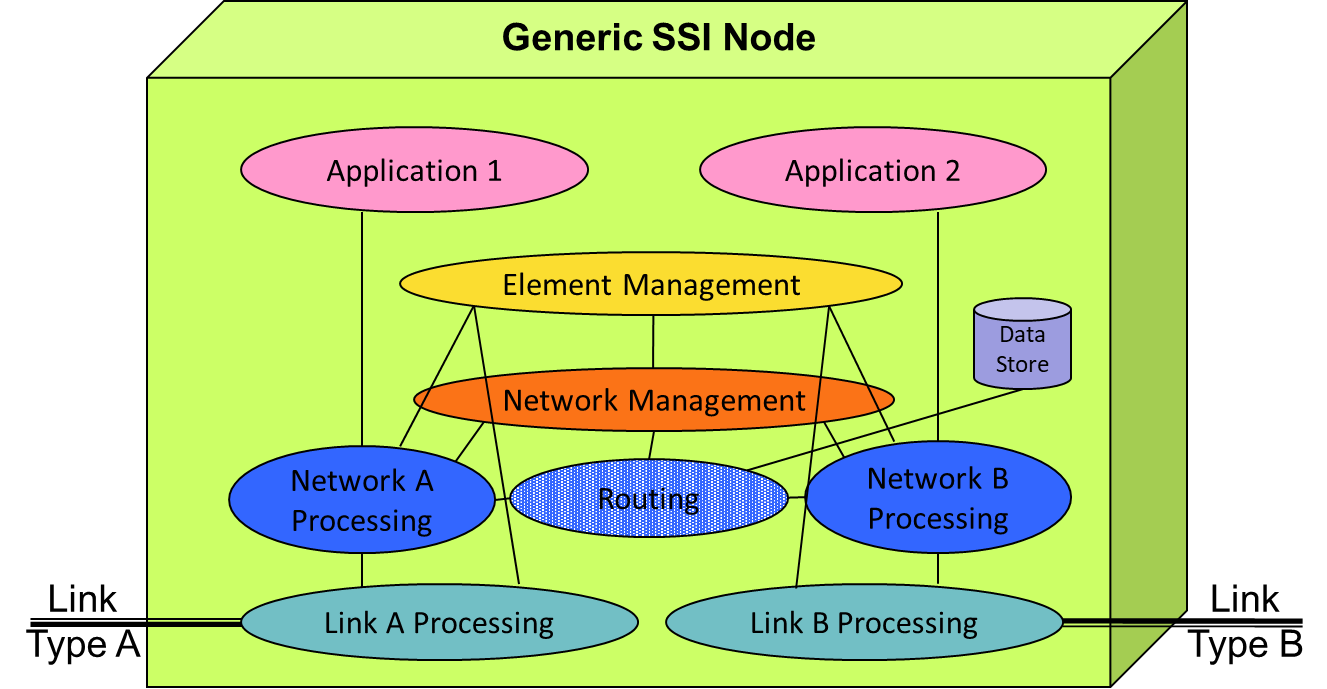 Generic SSI Node
Application 1
Application 2
Element Management
Data
Store
Network Management
Network A
Processing
Routing
Network B
Processing
Link
Type A
Link A Processing
Link B Processing
Link
Type B